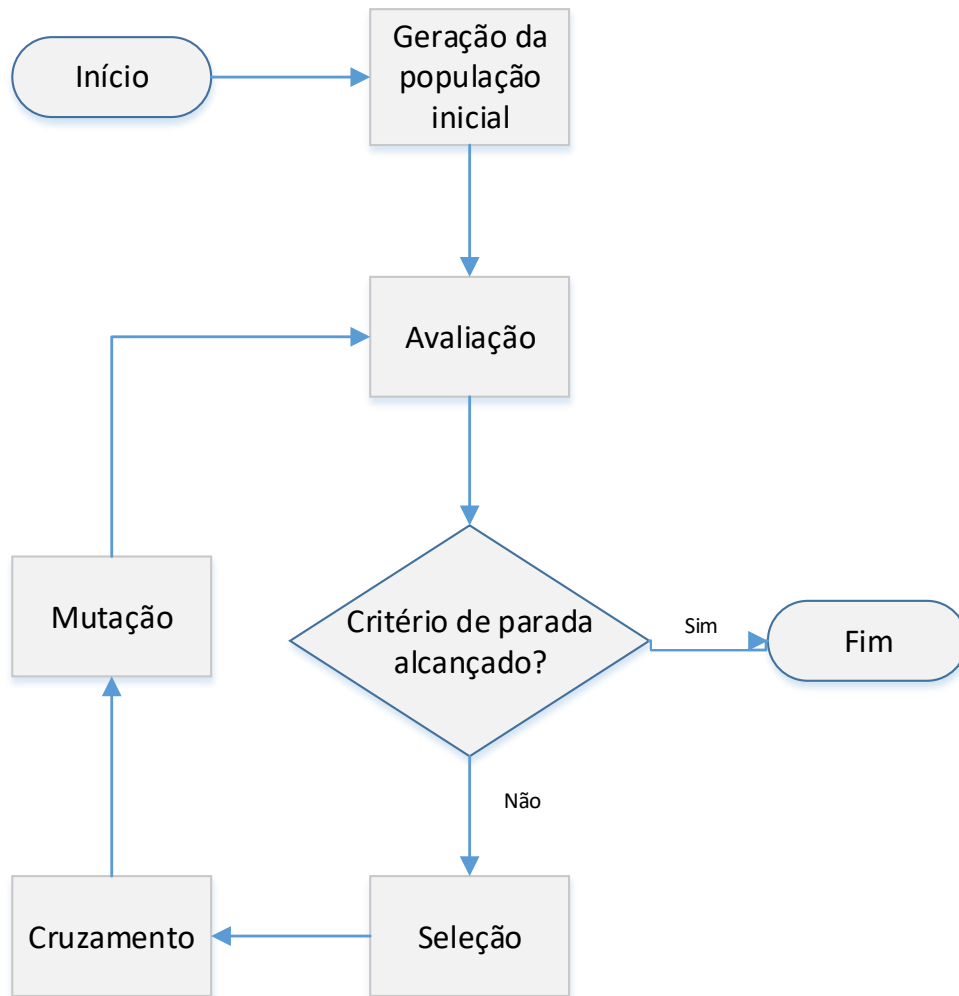 Início
Geração da
população
inicial
Avaliação
Mutação
Critério de parada
alcançado?
Sim
Fim
Não
Cruzamento
Seleção